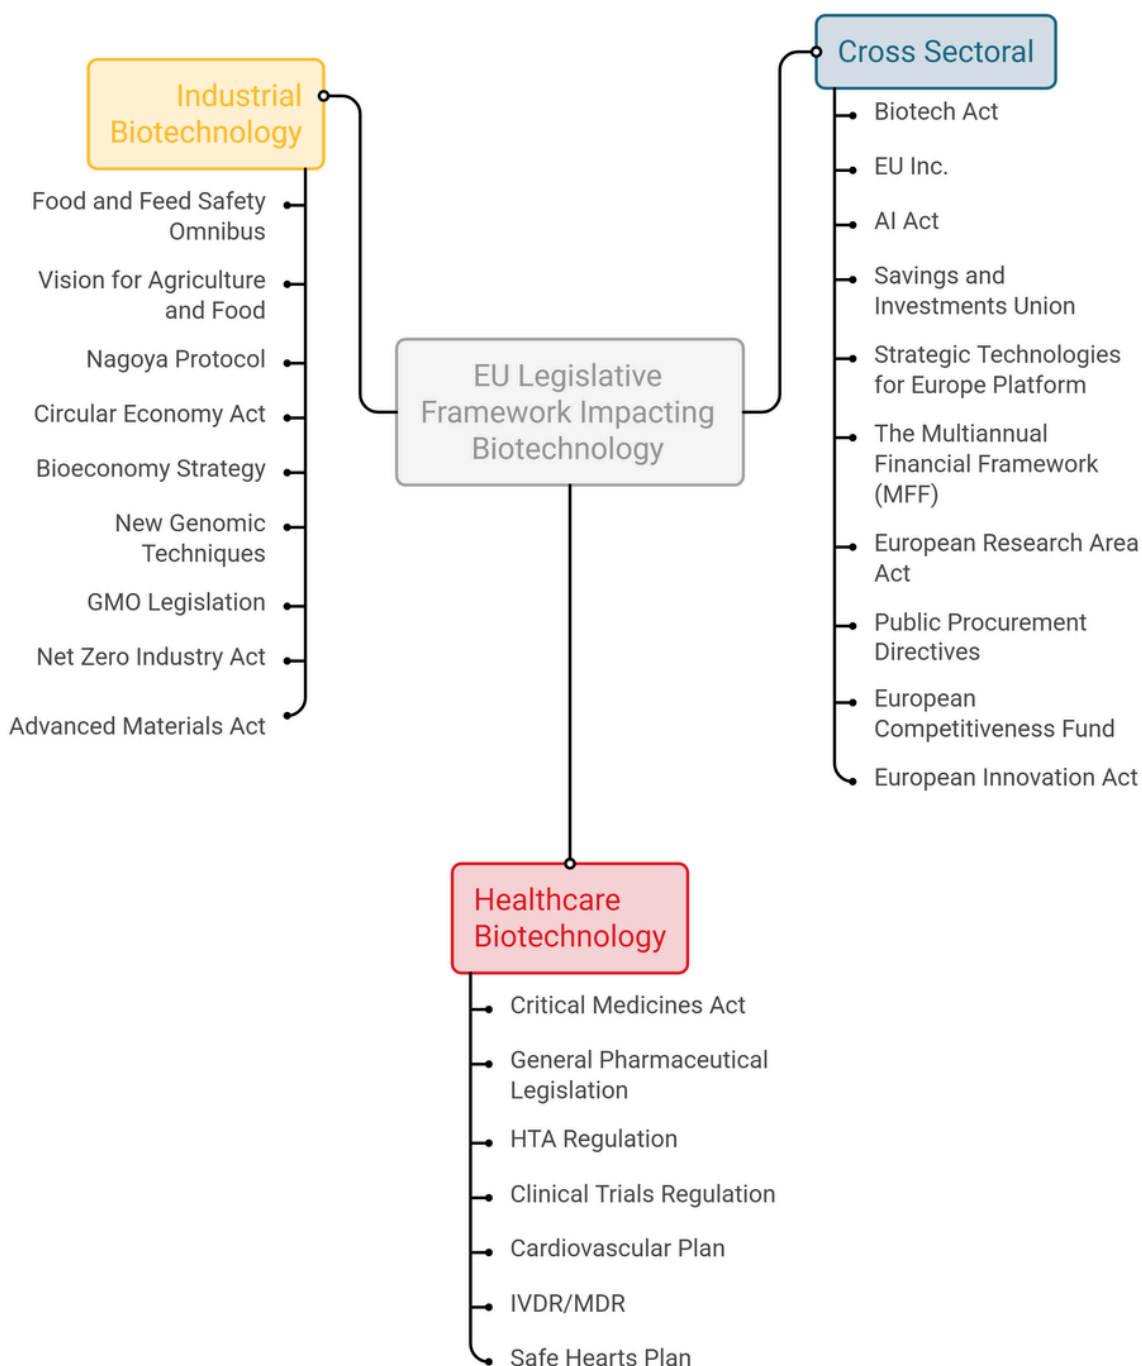 Cross Sectoral
Biotech Act
EU Inc.
AI Act
Savings and
Investments Union
Strategic Technologies
for Europe Platform
The Multiannual
Financial Framework
(MFF)
European Research Area
Act
Public Procurement
Directives
European
Competitiveness Fund
European Innovation Act
Industrial
Biotechnology
Food and Feed Safety
Omnibus
Vision for Agriculture
and Food
Nagoya Protocol
Circular Economy Act
Bioeconomy Strategy
New Genomic
Techniques
GMO Legislation
Net Zero Industry Act
Advanced Materials Act
EU Legislative
Framework Impacting
Biotechnology
Healthcare
Biotechnology
Critical Medicines Act
General Pharmaceutical
Legislation
HTA Regulation
Clinical Trials Regulation
Cardiovascular Plan
IVDR/MDR
Safe Hearts Plan